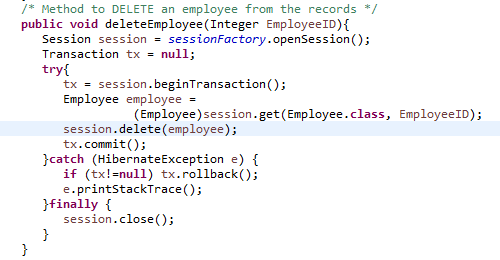 /* Method to DELETE an employee from the records */
public void deleteEmployee(Integer EmployeeID){
Session session = sessionFactory.openSession();
Transaction tx = null;
try{
tx = session.beginTransaction();
Employee employee =
(Employee)session.get(Employee.class, EmployeeID);
session.delete(employee);
tx.commit();
}catch (HibernateException e) {
if (tx!=null) tx.rollback();
e.printStackTrace();
}finally {
session.close();
}
}